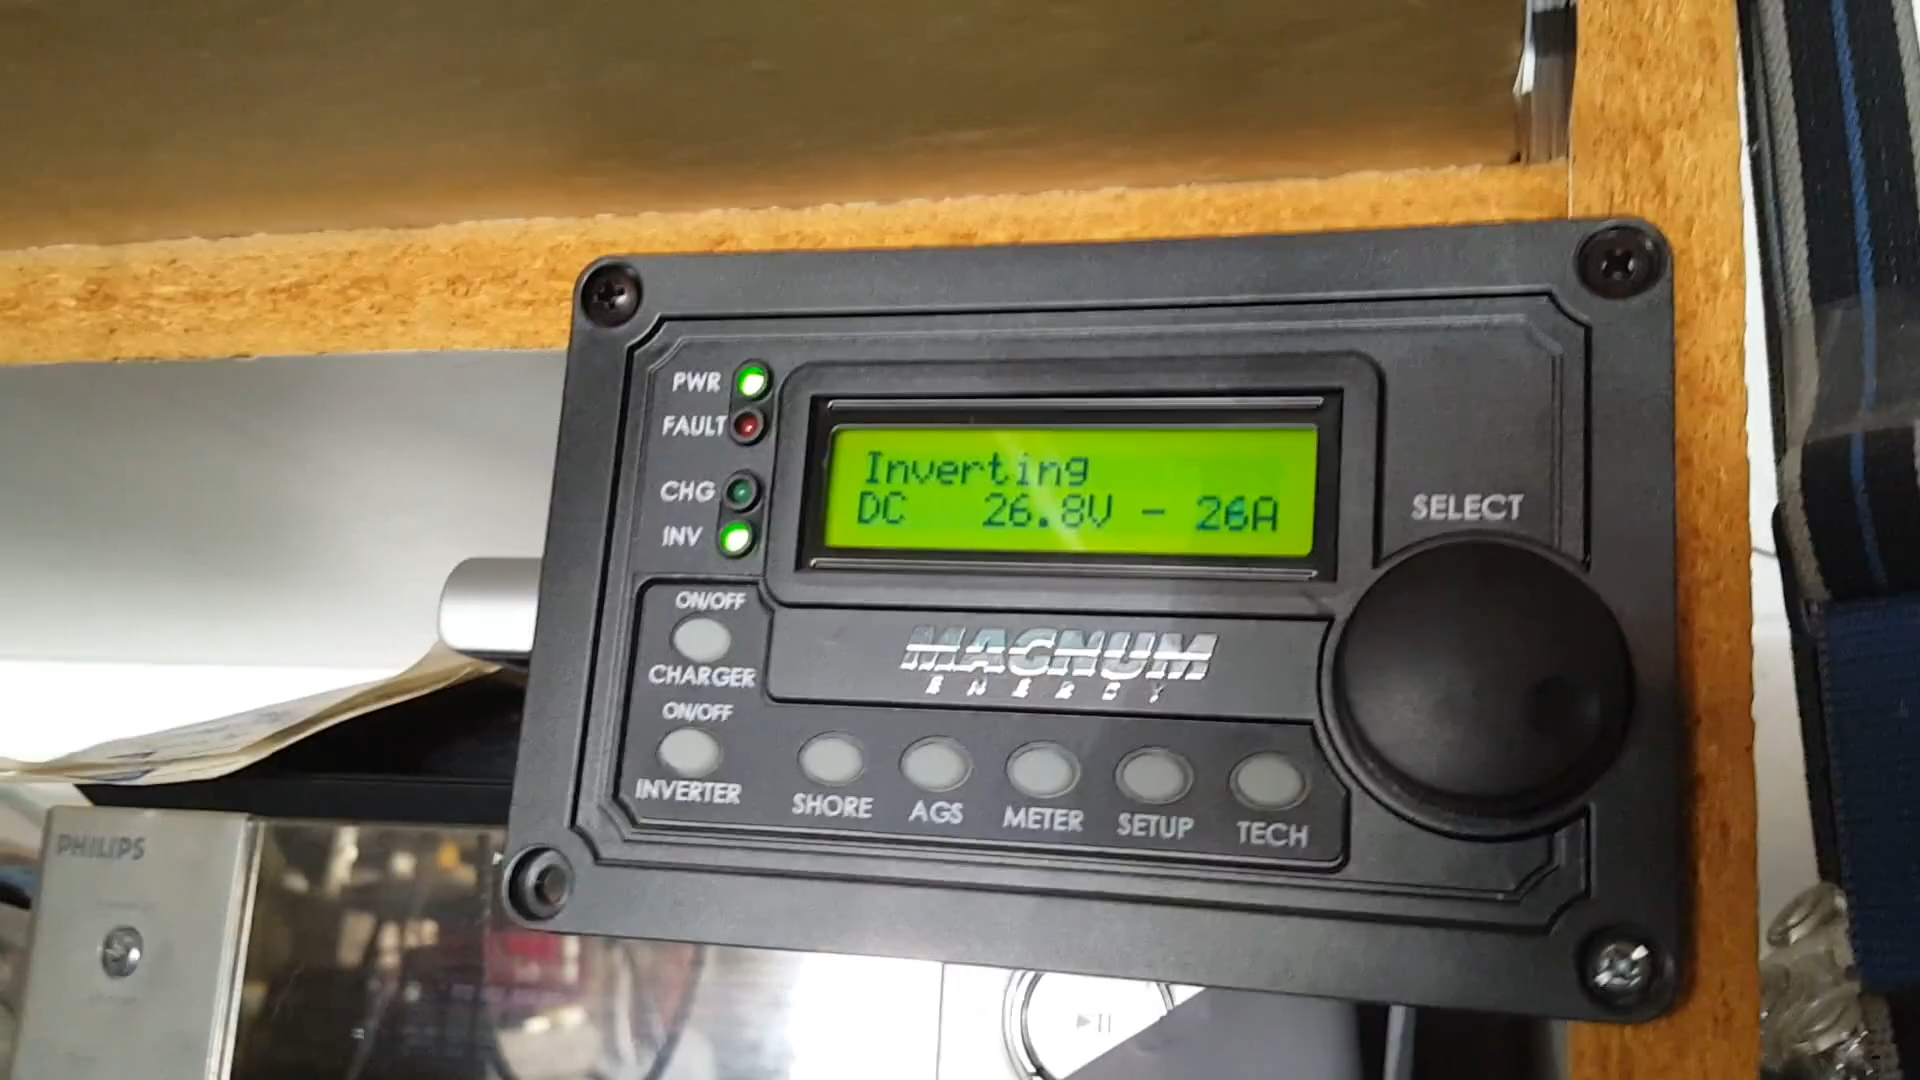 PWR
FAULT
CHG
INV
Inverting
DC 26.8V - 26A
SELECT
ON/OFF
CHARGER
ON/OFF
INVERTER
MAGNUM
ENERGY
SHORE
AGS
METER
SETUP
TECH
PHILIPS